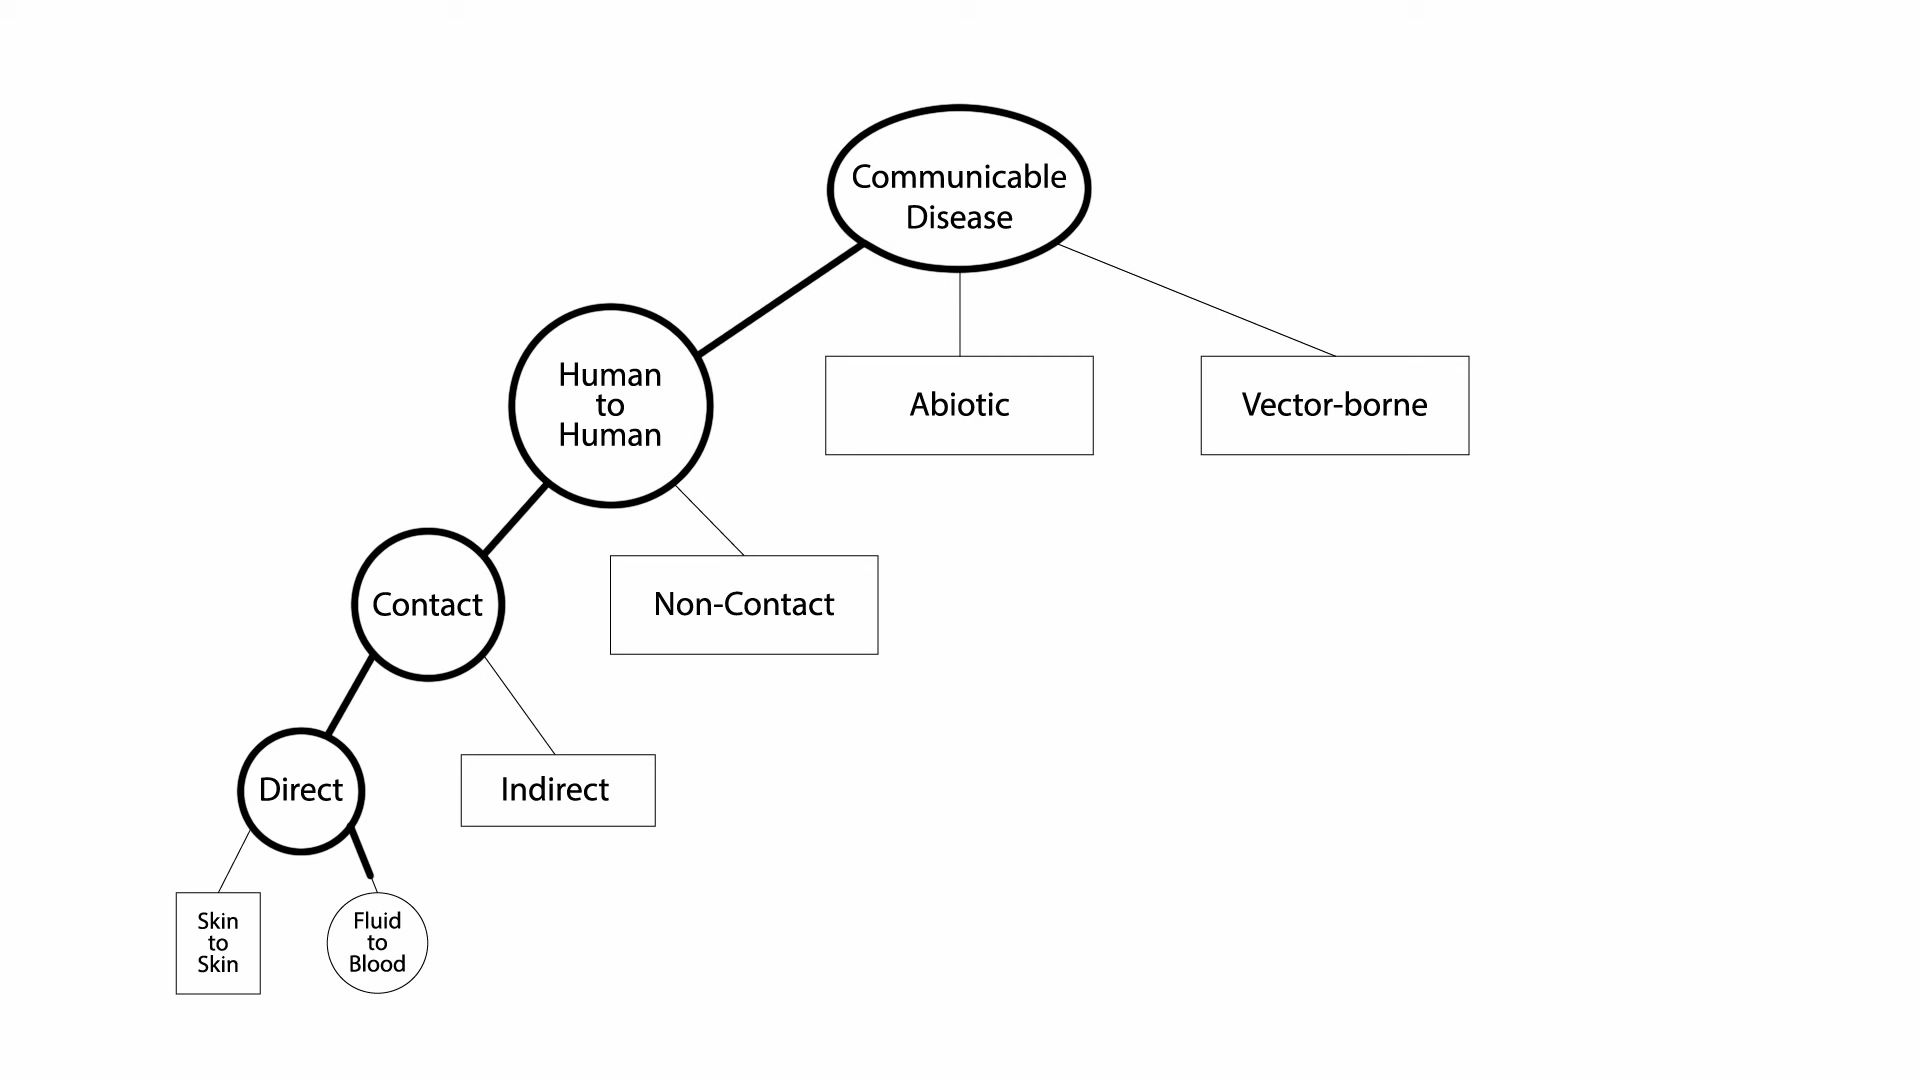 Communicable
Disease
Human
to
Human
Abiotic
Vector-borne
Contact
Non-Contact
Direct
Indirect
Skin
to
Skin
Fluid
to
Blood